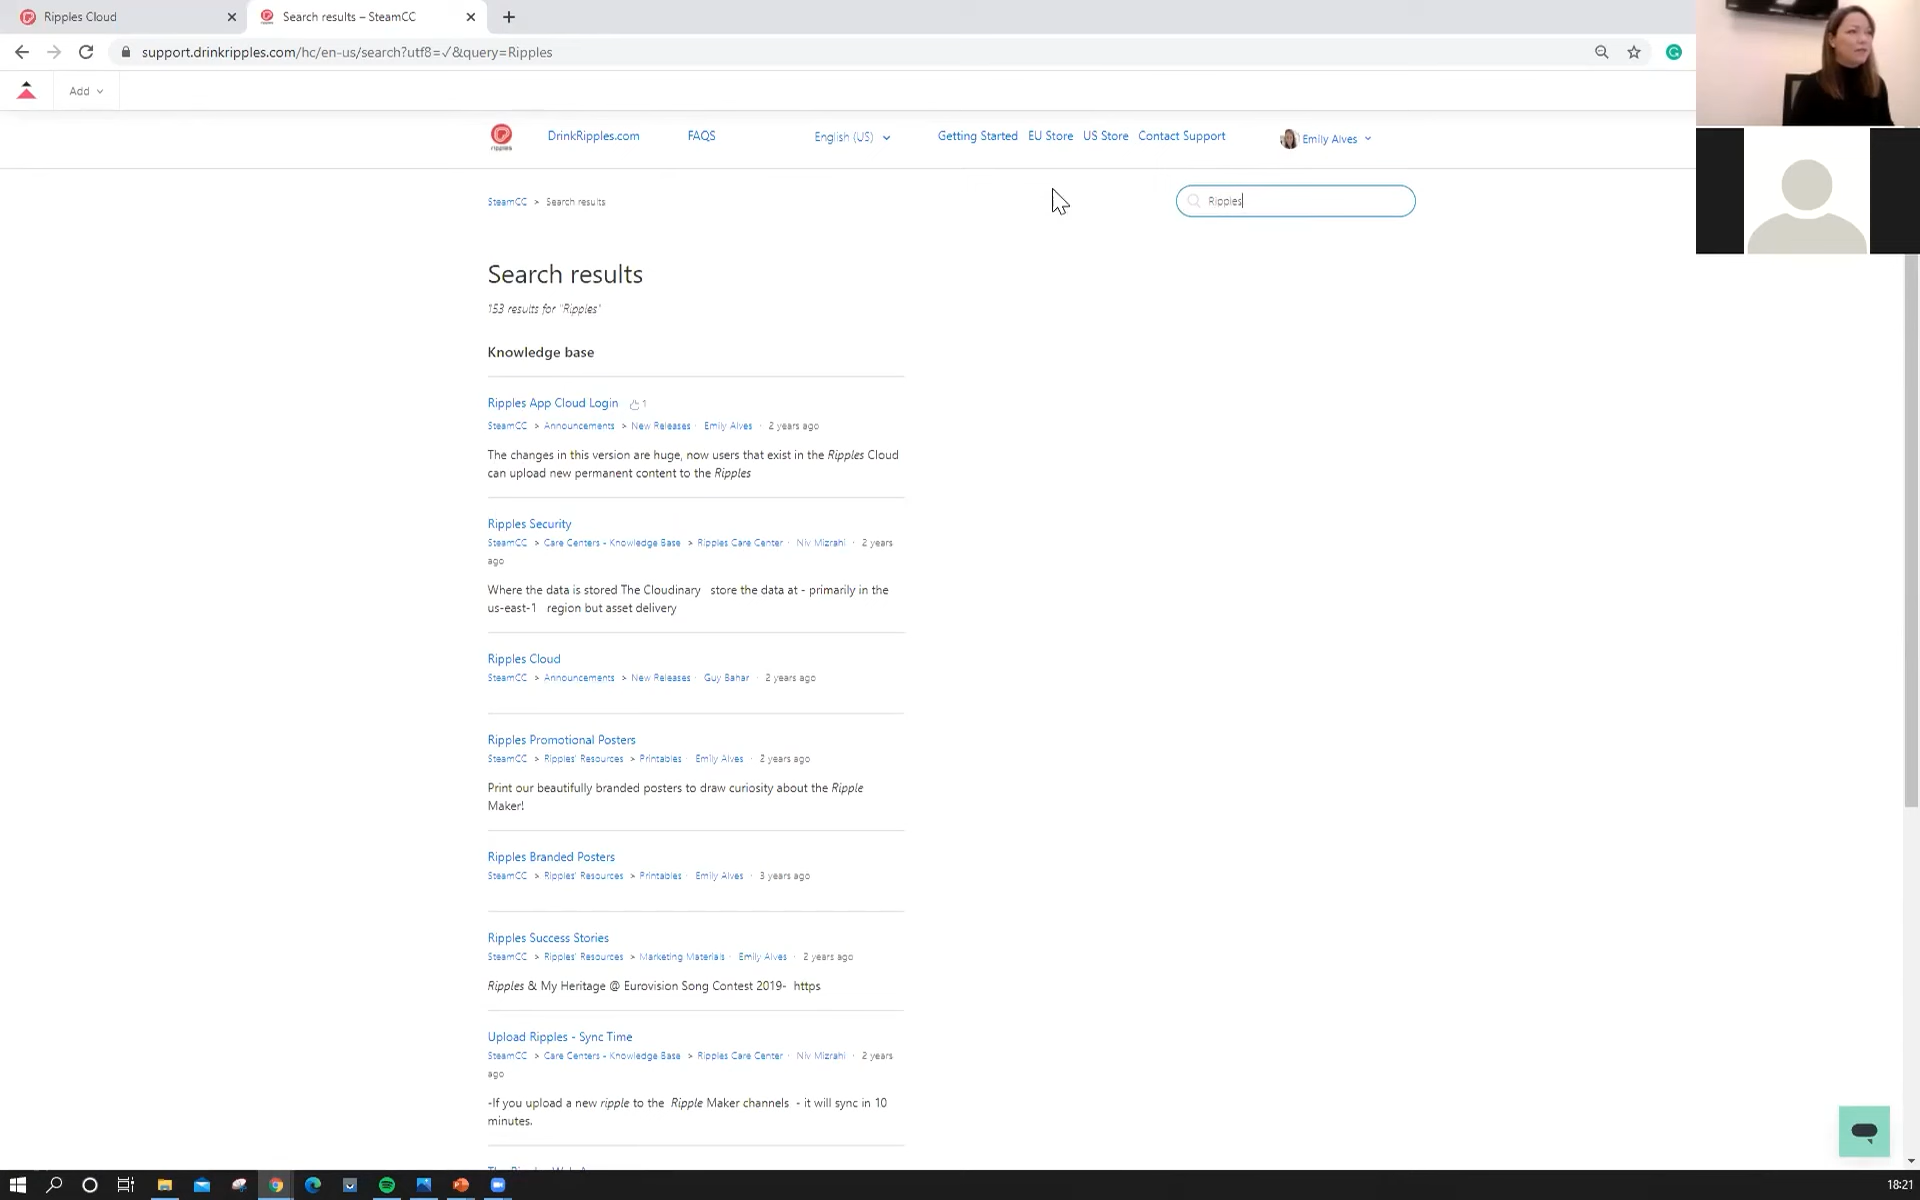 Ripples Cloud
Search results – SteamCC
support.drinkripples.com/hc/en-us/search?utf8=✓&query=Ripples
Add
ripples
DrinkRipples.com
FAQS
English (US)
Getting Started
EU Store
US Store
Contact Support
Emily Alves
SteamCC > Search results
Ripples
Search results
153 results for "Ripples"
Knowledge base
Ripples App Cloud Login 1
SteamCC > Announcements > New Releases · Emily Alves · 2 years ago
The changes in this version are huge, now users that exist in the Ripples Cloud
can upload new permanent content to the Ripples
Ripples Security
SteamCC > Care Centers - Knowledge Base > Ripples Care Center · Niv Mizrahi · 2 years
ago
Where the data is stored The Cloudinary store the data at - primarily in the
us-east-1 region but asset delivery
Ripples Cloud
SteamCC > Announcements > New Releases · Guy Bahar · 2 years ago
Ripples Promotional Posters
SteamCC > Ripples' Resources > Printables · Emily Alves · 2 years ago
Print our beautifully branded posters to draw curiosity about the Ripple
Maker!
Ripples Branded Posters
SteamCC > Ripples' Resources > Printables · Emily Alves · 3 years ago
Ripples Success Stories
SteamCC > Ripples' Resources > Marketing Materials · Emily Alves · 2 years ago
Ripples & My Heritage @ Eurovision Song Contest 2019- https
Upload Ripples - Sync Time
SteamCC > Care Centers - Knowledge Base > Ripples Care Center · Niv Mizrahi · 2 years
ago
-If you upload a new ripple to the Ripple Maker channels - it will sync in 10
minutes.
18:21